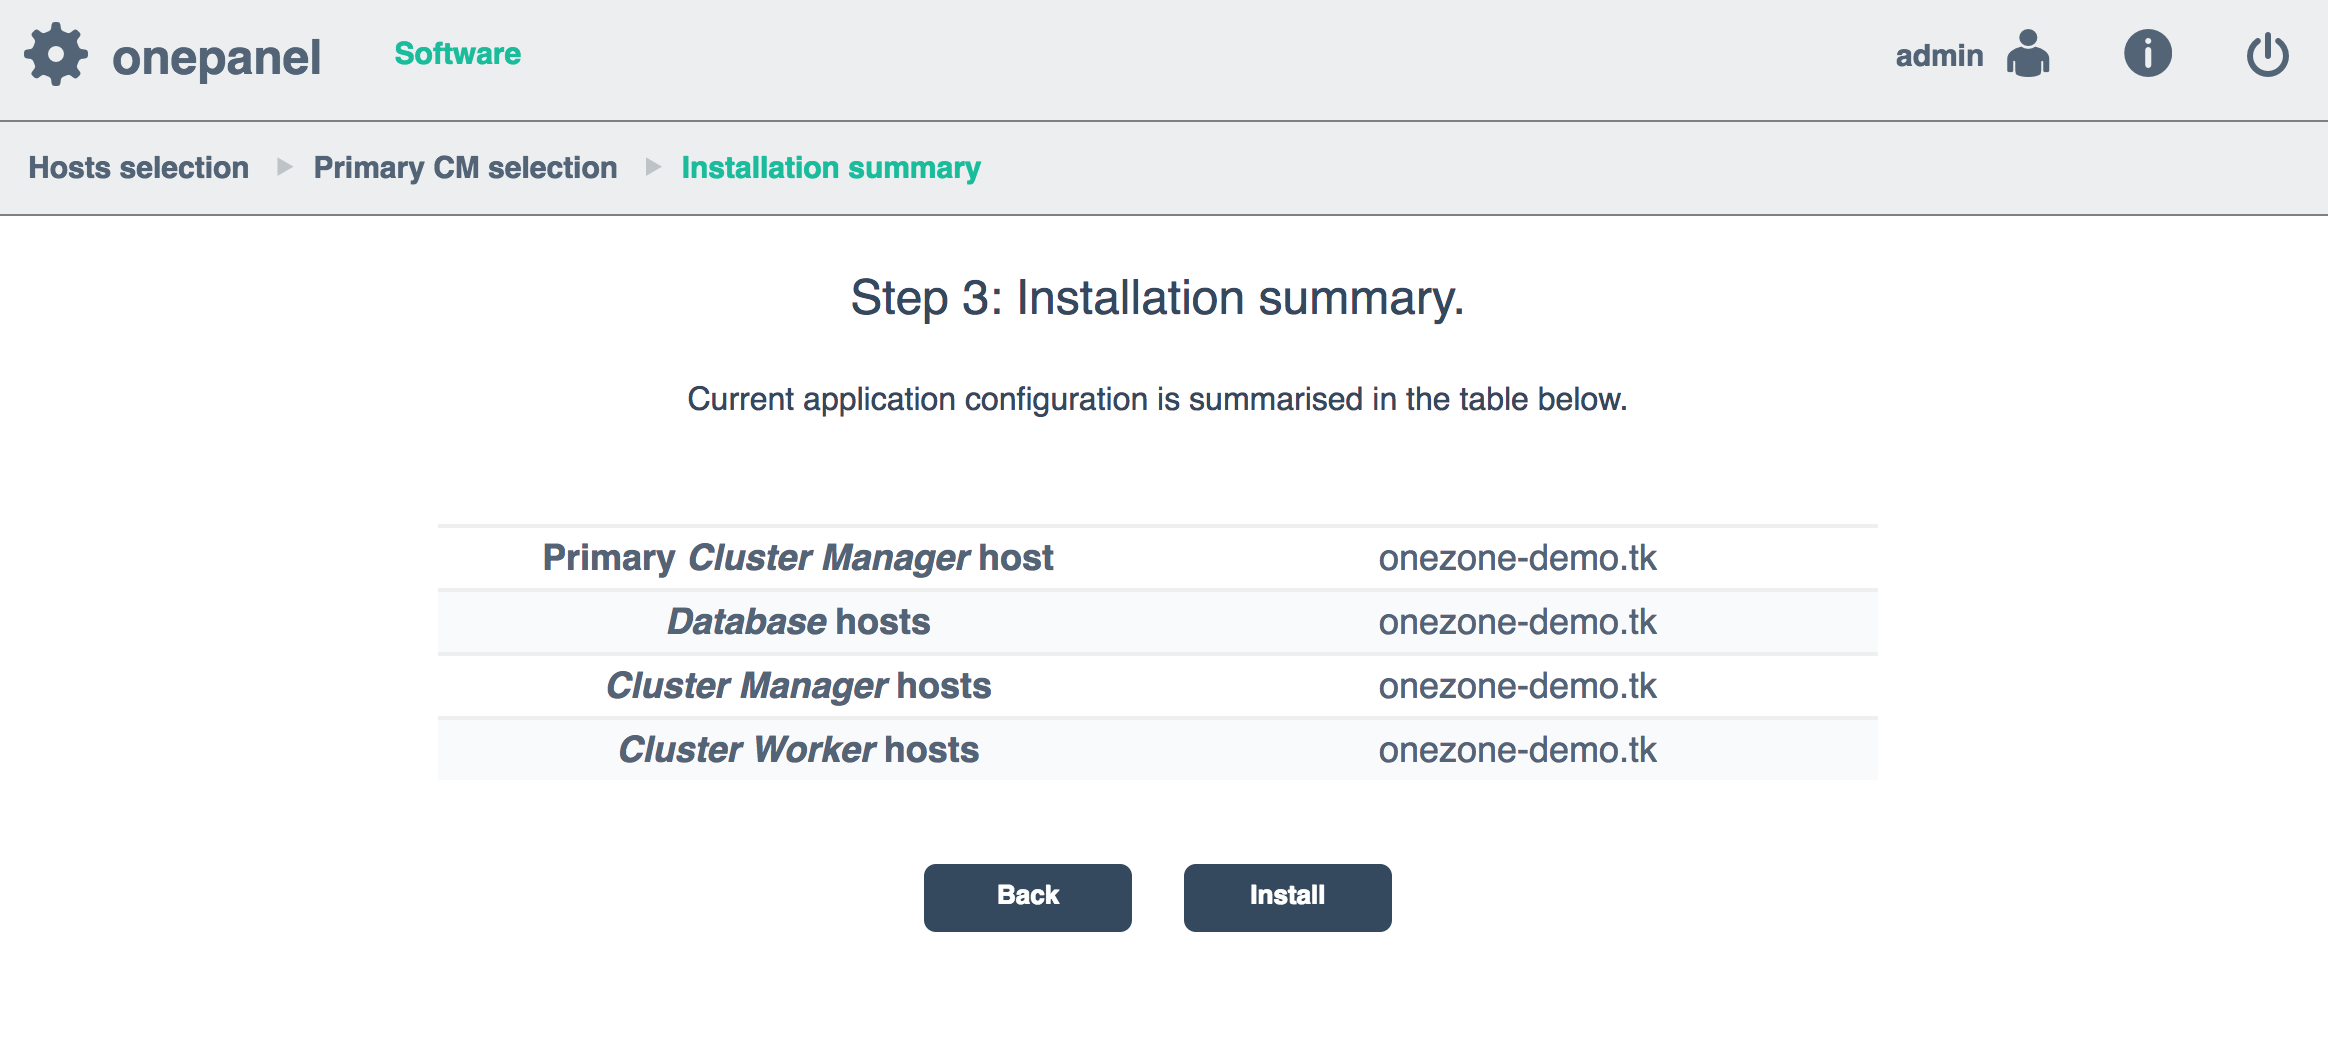 onepanel Software admin
Hosts selection Primary CM selection Installation summary
Step 3: Installation summary.
Current application configuration is summarised in the table below.
Primary Cluster Manager host onezone-demo.tk
Database hosts onezone-demo.tk
Cluster Manager hosts onezone-demo.tk
Cluster Worker hosts onezone-demo.tk
Back Install